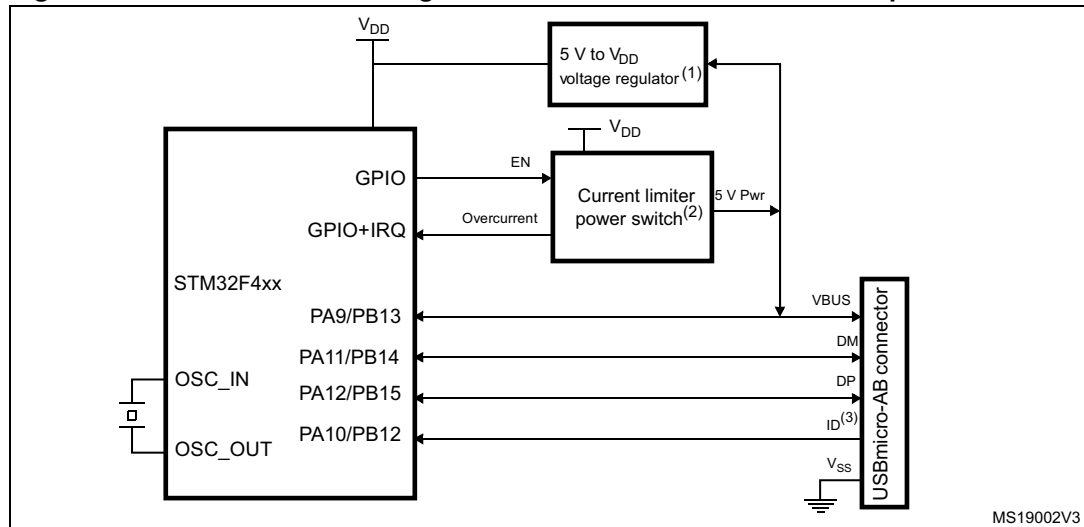 V_DD
5 V to V_DD
voltage regulator(1)
V_DD
GPIO
EN
Current limiter
power switch(2)
5 V Pwr
GPIO+IRQ
Overcurrent
STM32F4xx
PA9/PB13
VBUS
PA11/PB14
DM
OSC_IN
PA12/PB15
DP
PA10/PB12
ID(3)
OSC_OUT
V_SS
USBmicro-AB connector
MS19002V3